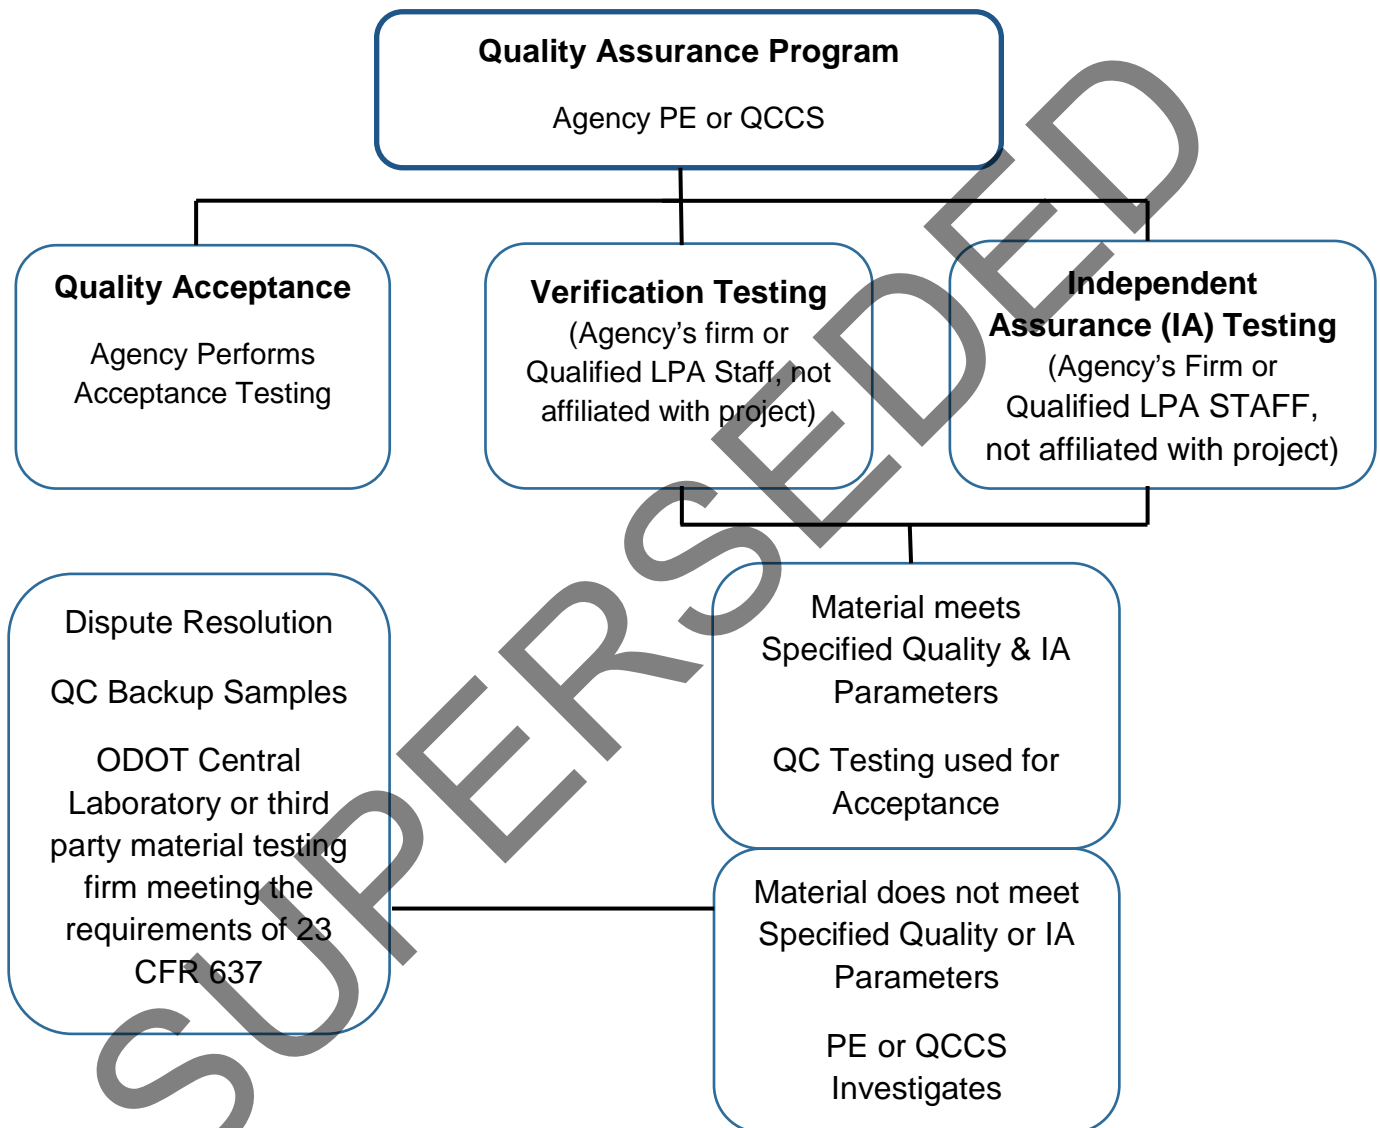 Quality Assurance Program
Agency PE or QCCS
Quality Acceptance
Agency Performs
Acceptance Testing
Verification Testing
(Agency's firm or
Qualified LPA Staff, not
affiliated with project)
Independent
Assurance (IA) Testing
(Agency's Firm or
Qualified LPA STAFF,
not affiliated with project)
Dispute Resolution
QC Backup Samples
ODOT Central
Laboratory or third
party material testing
firm meeting the
requirements of 23
CFR 637
Material meets
Specified Quality & IA
Parameters
QC Testing used for
Acceptance
Material does not meet
Specified Quality or IA
Parameters
PE or QCCS
Investigates
SUPERSEDED